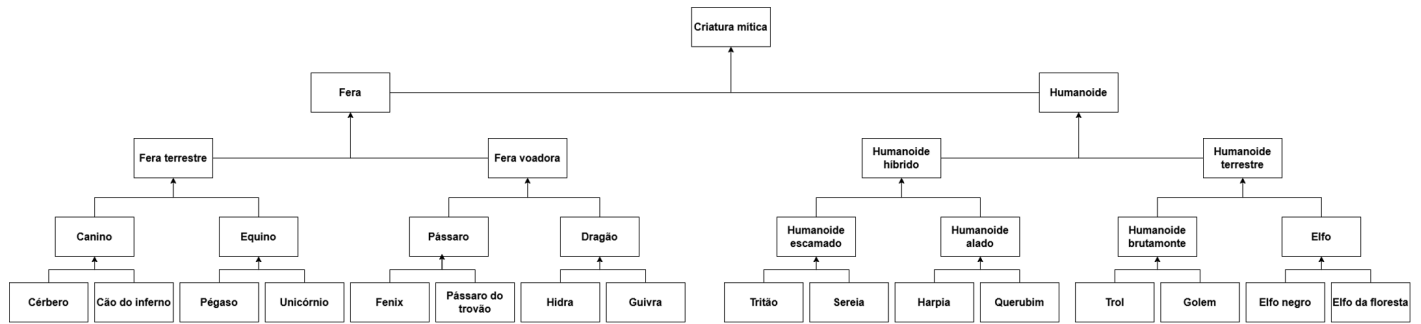 Criatura mítica
Fera
Humanoide
Fera terrestre
Fera voadora
Humanoide
híbrido
Humanoide
terrestre
Canino
Equino
Pássaro
Dragão
Humanoide
escamado
Humanoide
alado
Humanoide
brutamonte
Elfo
Cérbero
Cão do inferno
Pégaso
Unicórnio
Fenix
Pássaro do
trovão
Hidra
Guivra
Tritão
Sereia
Harpia
Querubim
Trol
Golem
Elfo negro
Elfo da floresta